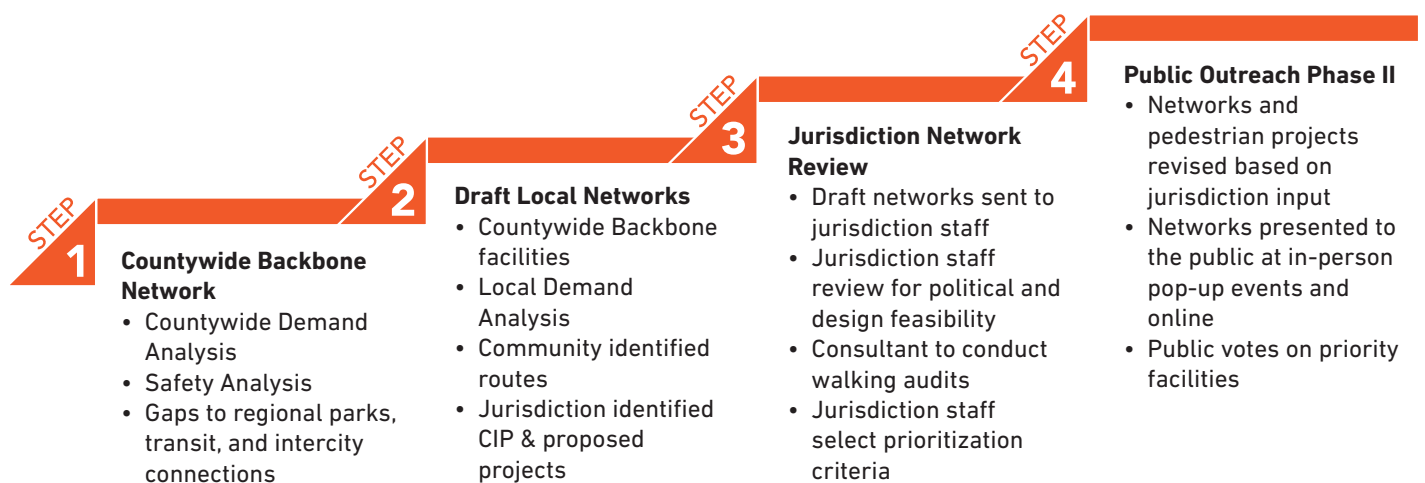 STEP
1
Countywide Backbone
Network
• Countywide Demand
Analysis
• Safety Analysis
• Gaps to regional parks,
transit, and intercity
connections
STEP
2
Draft Local Networks
• Countywide Backbone
facilities
• Local Demand
Analysis
• Community identified
routes
• Jurisdiction identified
CIP & proposed
projects
STEP
3
Jurisdiction Network
Review
• Draft networks sent to
jurisdiction staff
• Jurisdiction staff
review for political and
design feasibility
• Consultant to conduct
walking audits
• Jurisdiction staff
select prioritization
criteria
STEP
4
Public Outreach Phase II
• Networks and
pedestrian projects
revised based on
jurisdiction input
• Networks presented to
the public at in-person
pop-up events and
online
• Public votes on priority
facilities